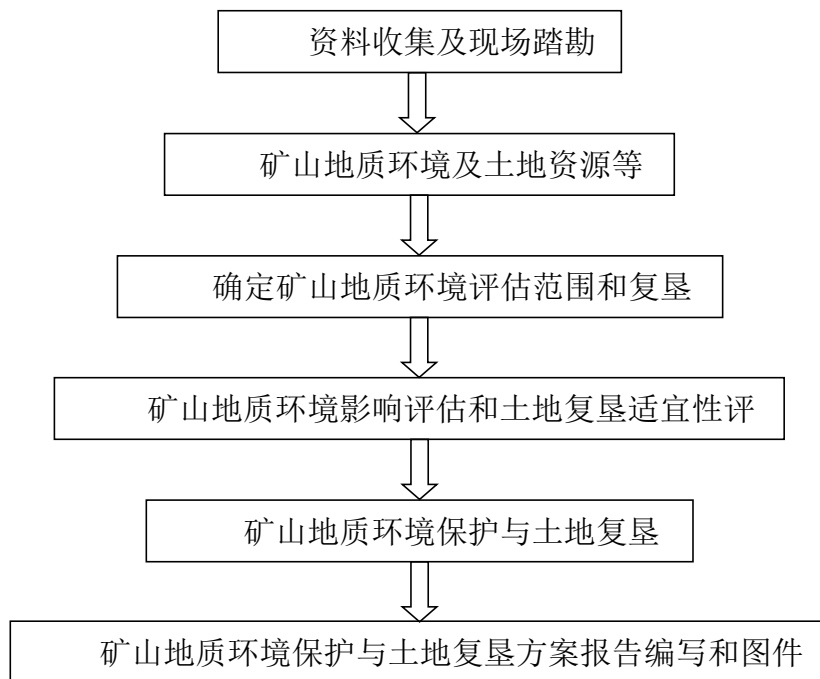 资料收集及现场踏勘
矿山地质环境及土地资源等
确定矿山地质环境评估范围和复垦
矿山地质环境影响评估和土地复垦适宜性评
矿山地质环境保护与土地复垦
矿山地质环境保护与土地复垦方案报告编写和图件